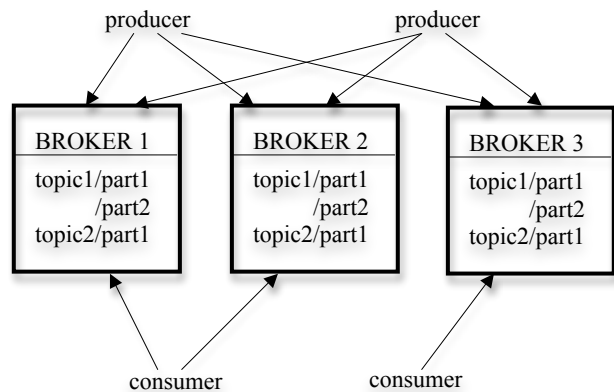 producer
producer
BROKER 1
topic1/part1
/part2
topic2/part1
BROKER 2
topic1/part1
/part2
topic2/part1
BROKER 3
topic1/part1
/part2
topic2/part1
consumer
consumer